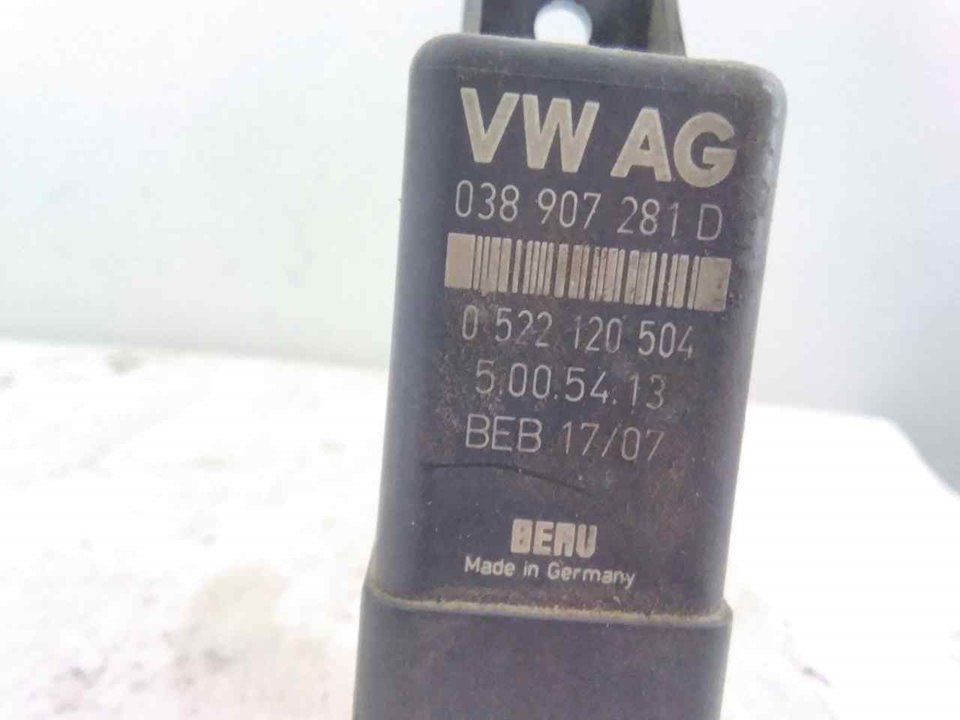 VW AG
038 907 281 D
0 522 120 504
5.00.54.13
BEB 17/07
BERU
Made in Germany